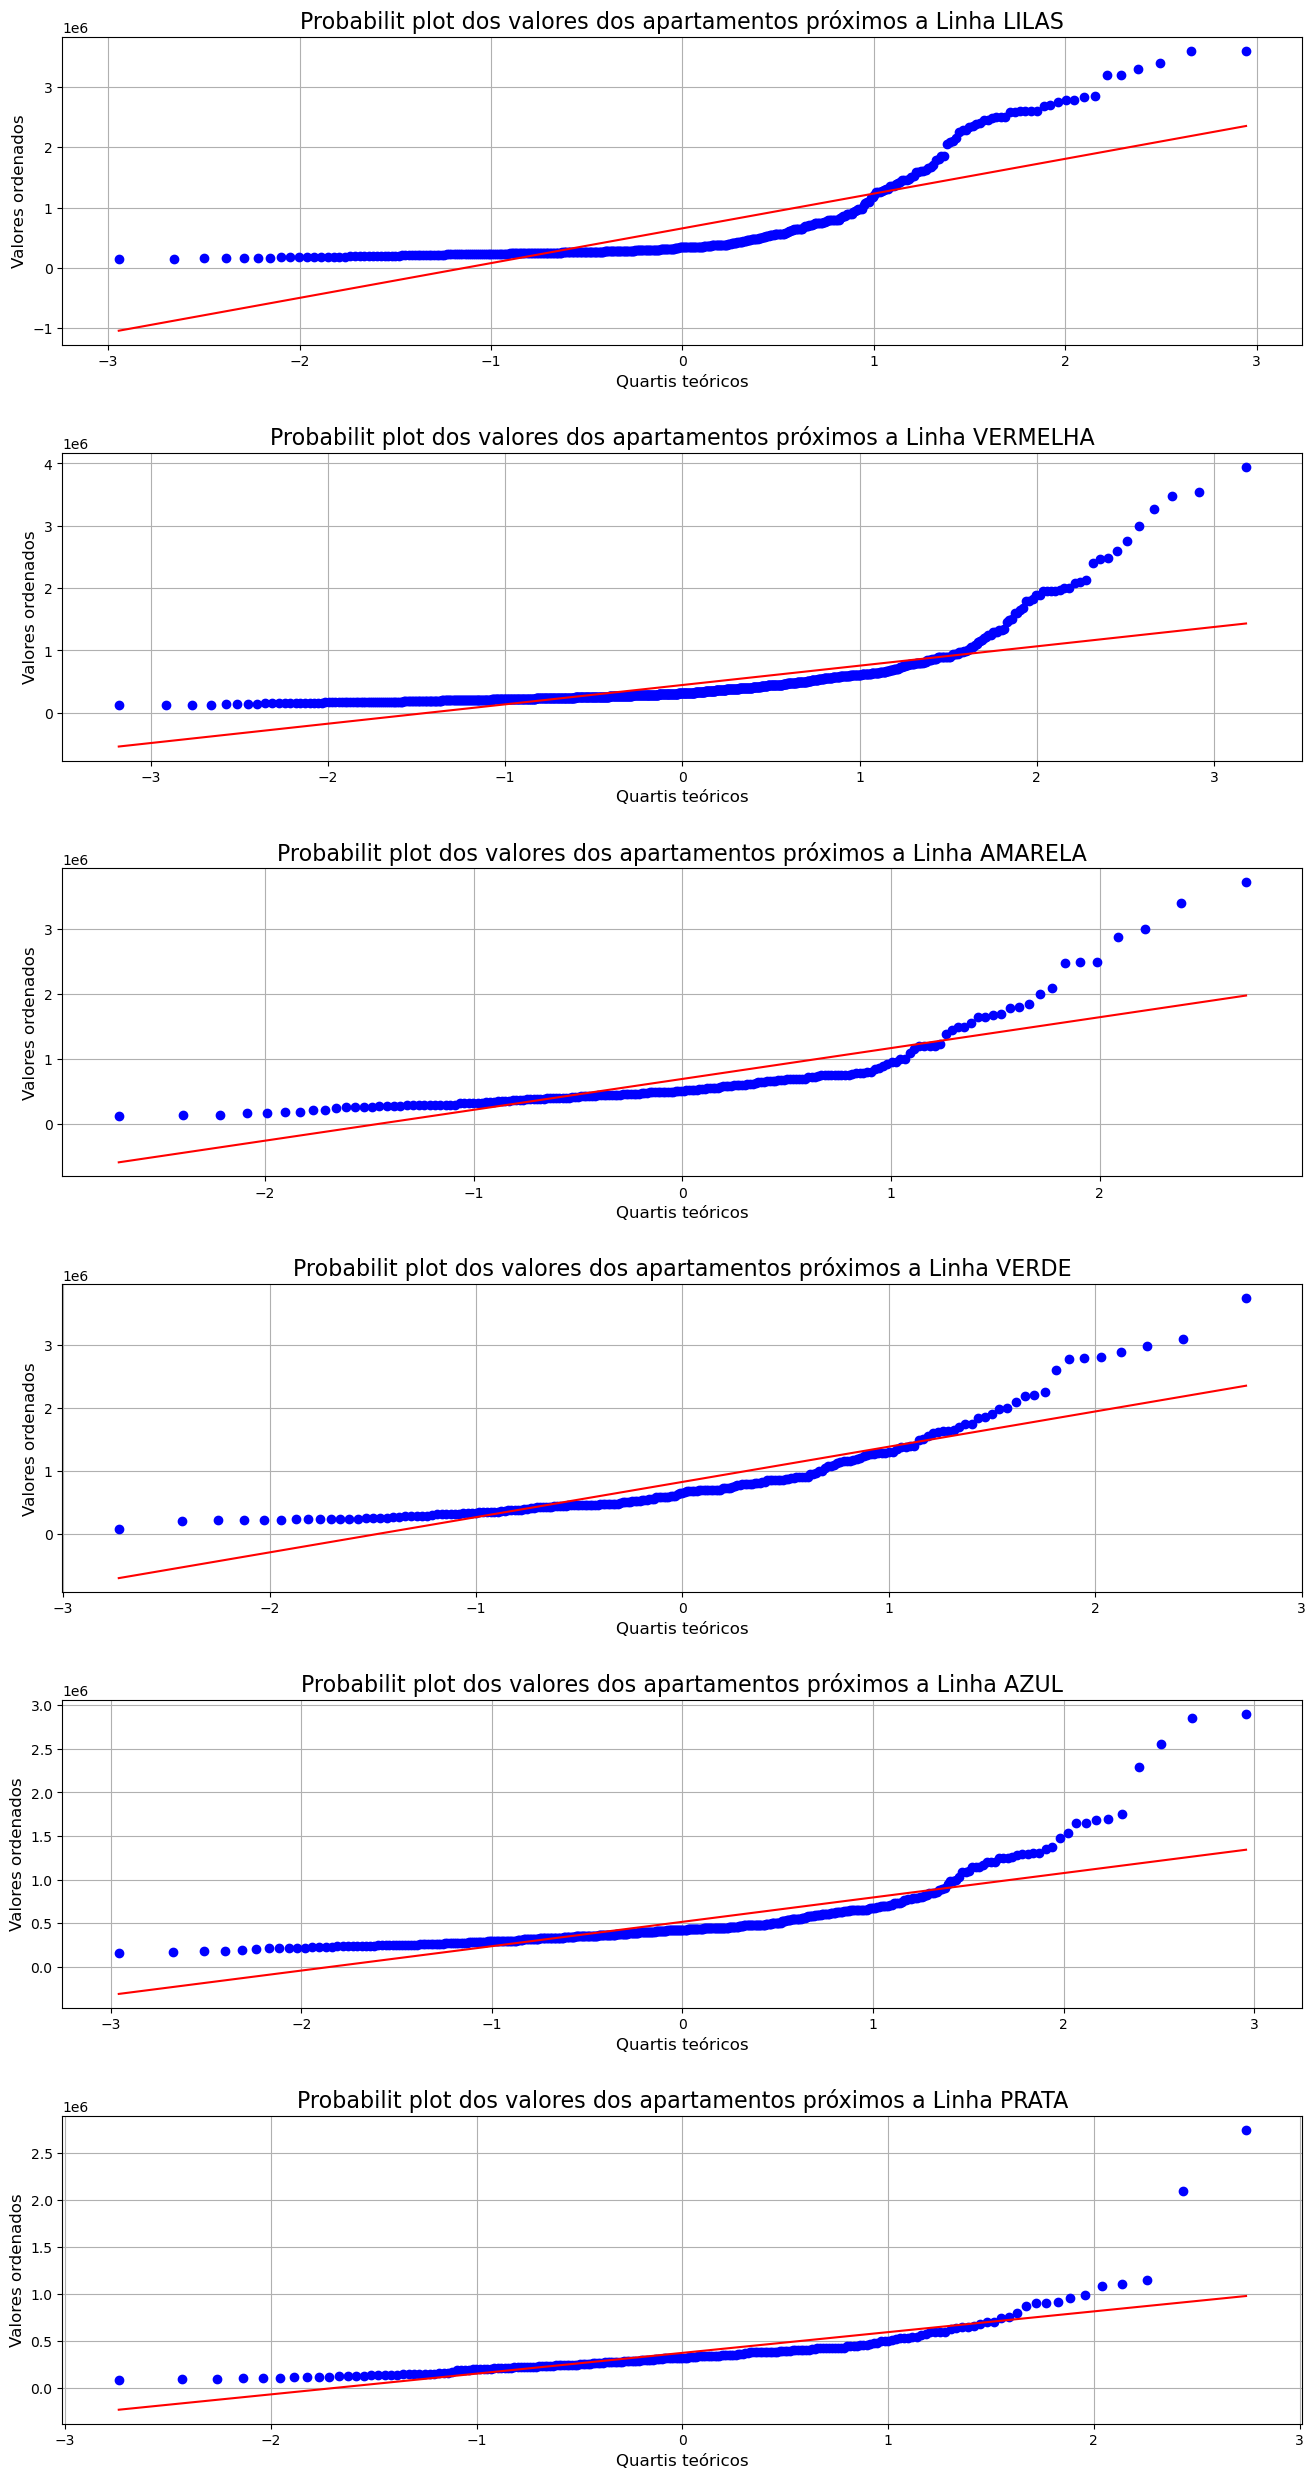 Probabilit plot dos valores dos apartamentos próximos a Linha LILAS
1e6
Valores ordenados
3
2
1
0
−1
−3 −2 −1 0 1 2 3
Quartis teóricos
Probabilit plot dos valores dos apartamentos próximos a Linha VERMELHA
1e6
Valores ordenados
4
3
2
1
0
−3 −2 −1 0 1 2 3
Quartis teóricos
Probabilit plot dos valores dos apartamentos próximos a Linha AMARELA
1e6
Valores ordenados
3
2
1
0
−2 −1 0 1 2
Quartis teóricos
Probabilit plot dos valores dos apartamentos próximos a Linha VERDE
1e6
Valores ordenados
3
2
1
0
−3 −2 −1 0 1 2 3
Quartis teóricos
Probabilit plot dos valores dos apartamentos próximos a Linha AZUL
1e6
Valores ordenados
3.0
2.5
2.0
1.5
1.0
0.5
0.0
−3 −2 −1 0 1 2 3
Quartis teóricos
Probabilit plot dos valores dos apartamentos próximos a Linha PRATA
1e6
Valores ordenados
2.5
2.0
1.5
1.0
0.5
0.0
−3 −2 −1 0 1 2 3
Quartis teóricos